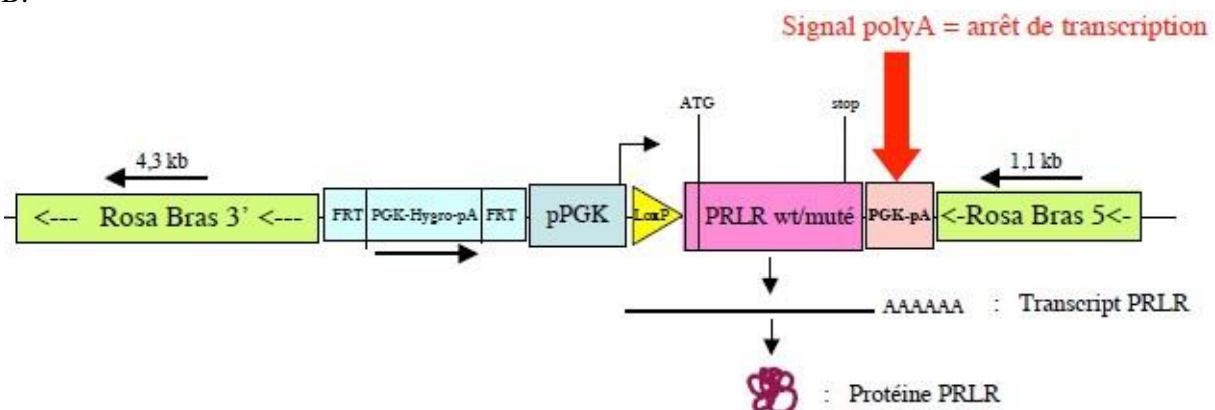 B.
Signal polyA = arrêt de transcription
ATG
stop
4,3 kb
1,1 kb
<--- Rosa Bras 3' <---
FRT
PGK-Hygro-pA
FRT
pPGK
LoxP
PRLR wt/muté
PGK-pA
<-Rosa Bras 5<-
AAAAAA : Transcript PRLR
: Protéine PRLR